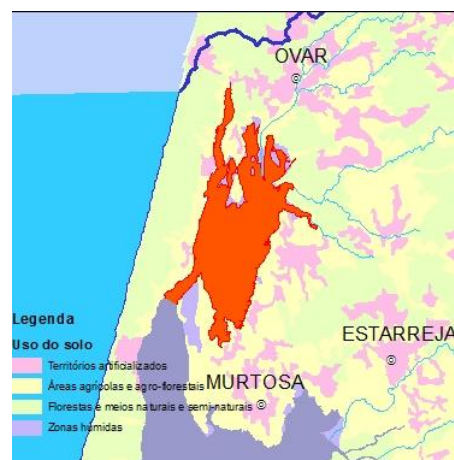 OVAR
Legenda
Uso do solo
ESTARREJA
Territórios artificializados
Áreas agrícolas e agro-florestais
MURTOSA
Florestas e meios naturais e semi-naturais
Zonas húmidas